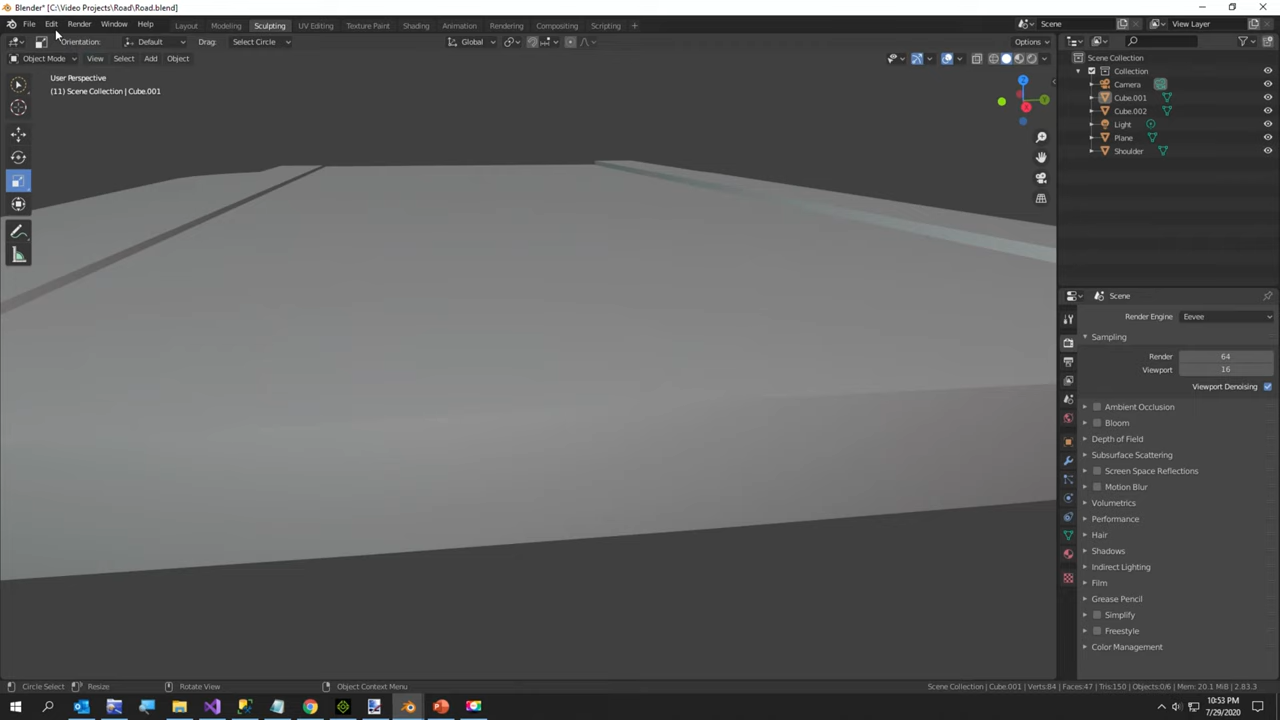 Blender* [C:\Video Projects\Road\Road.blend]
File Edit Render Window Help Layout Modeling Sculpting UV Editing Texture Paint Shading Animation Rendering Compositing Scripting + Scene View Layer
Orientation: Default Drag: Select Circle Global Options
Object Mode View Select Add Object
User Perspective
(11) Scene Collection | Cube.001
Z
Y
X
Scene Collection
Collection
Camera
Cube.001
Cube.002
Light
Plane
Shoulder
Scene
Render Engine Eevee
Sampling
Render 64
Viewport 16
Viewport Denoising
Ambient Occlusion
Bloom
Depth of Field
Subsurface Scattering
Screen Space Reflections
Motion Blur
Volumetrics
Performance
Hair
Shadows
Indirect Lighting
Film
Grease Pencil
Simplify
Freestyle
Color Management
Circle Select Resize Rotate View Object Context Menu Scene Collection | Cube.001 | Verts:84 | Faces:47 | Tris:150 | Objects:0/6 | Mem: 20.1 MiB | 2.83.3
10:53 PM
7/29/2020